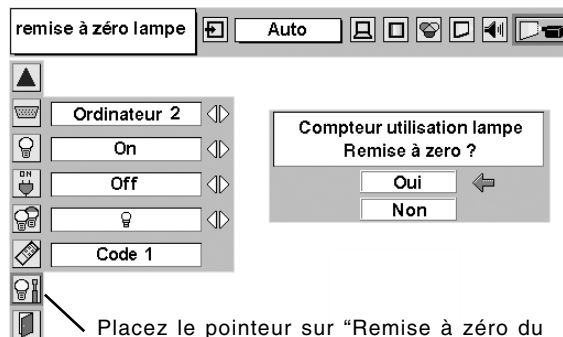 remise à zéro lampe
Auto
Ordinateur 2
On
ON
Off
Code 1
Compteur utilisation lampe
Remise à zero ?
Oui
Non
Placez le pointeur sur “Remise à zéro du